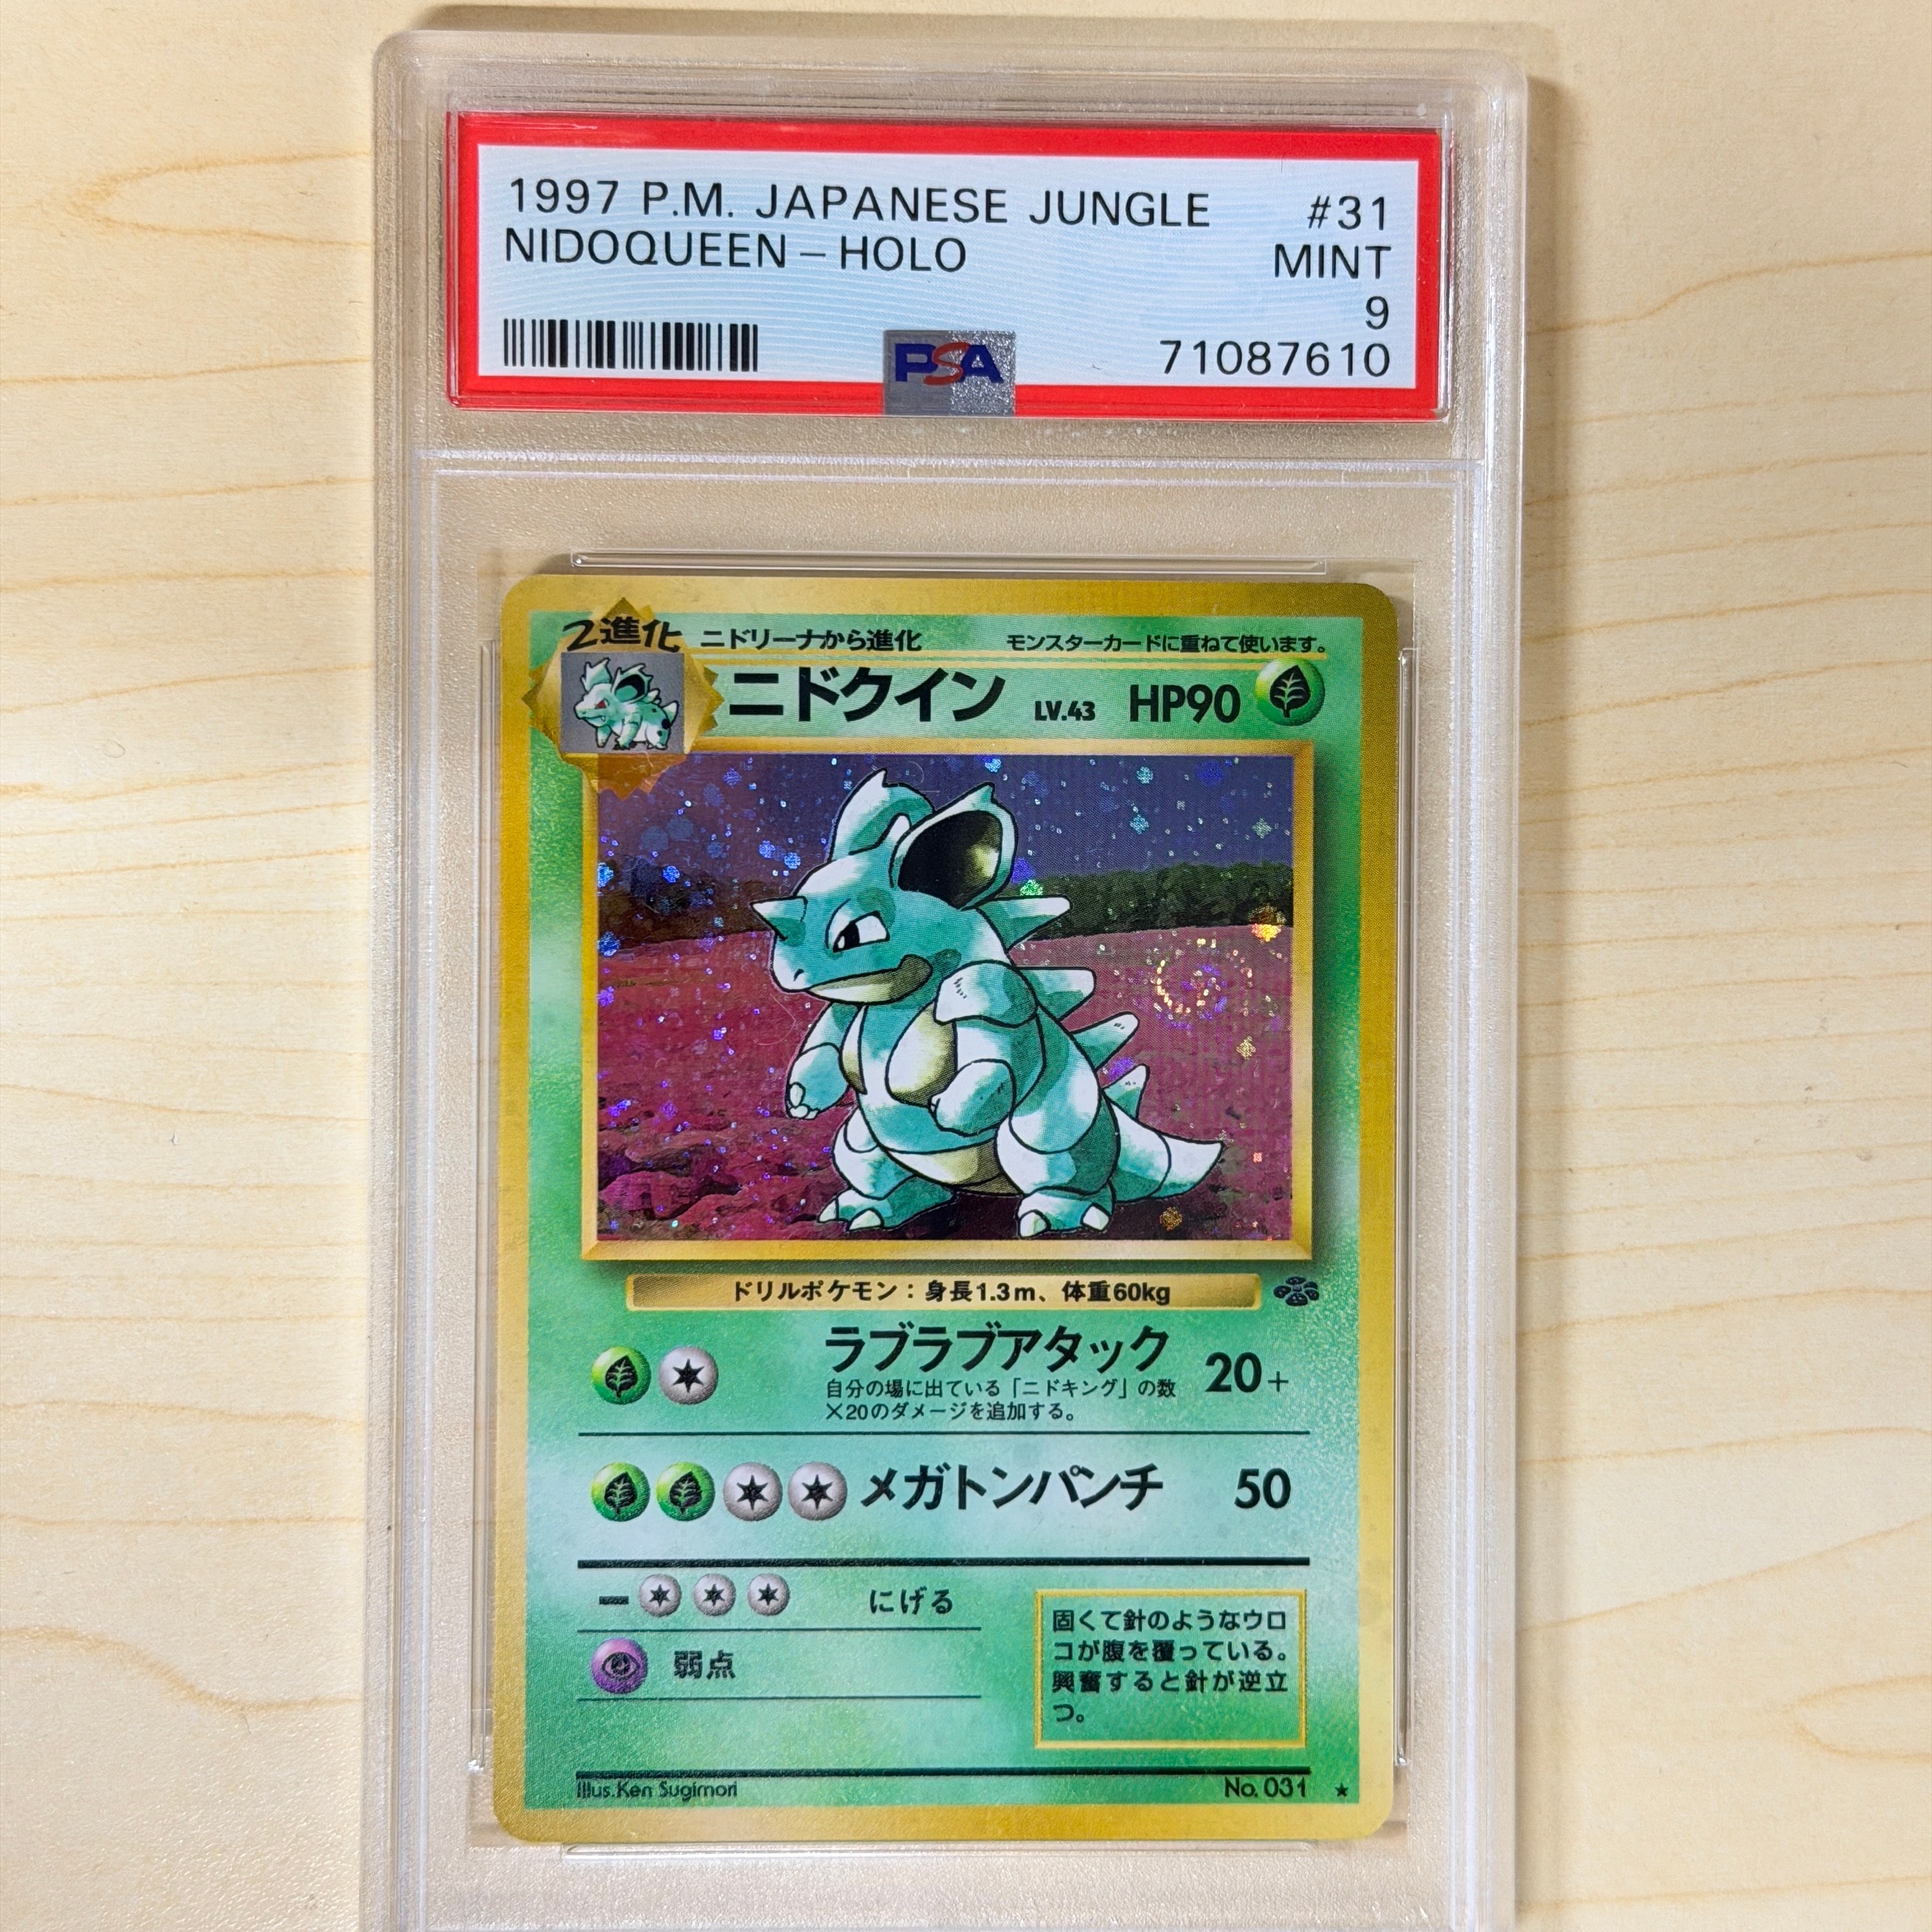 1997 P.M. JAPANESE JUNGLE #31
NIDOQUEEN – HOLO MINT
9
PSA 71087610
2進化 ニドリーナから進化 モンスターカードに重ねて使います。
ニドクイン LV.43 HP90
ドリルポケモン：身長1.3m、体重60kg
ラブラブアタック 20+
自分の場に出ている「ニドキング」の数
×20のダメージを追加する。
メガトンパンチ 50
にげる
弱点
固くて針のようなウロ
コが腹を覆っている。
興奮すると針が逆立
つ。
Illus.Ken Sugimori No.031 ★